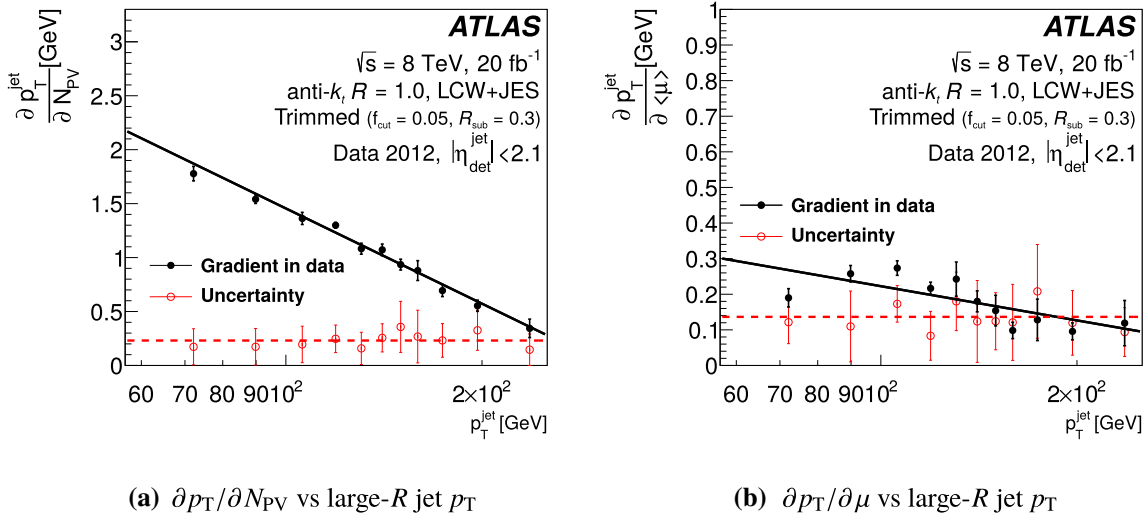 ATLAS
∂ p_T^jet / ∂ N_PV [GeV]
√s = 8 TeV, 20 fb⁻¹
anti-k_t R = 1.0, LCW+JES
Trimmed (f_cut = 0.05, R_sub = 0.3)
Data 2012, |η_det^jet| <2.1
Gradient in data
Uncertainty
3
2.5
2
1.5
1
0.5
0
60 70 80 90 10² 2×10²
p_T^jet [GeV]
ATLAS
∂ p_T^jet / ∂ <μ> [GeV]
√s = 8 TeV, 20 fb⁻¹
anti-k_t R = 1.0, LCW+JES
Trimmed (f_cut = 0.05, R_sub = 0.3)
Data 2012, |η_det^jet| <2.1
Gradient in data
Uncertainty
1
0.9
0.8
0.7
0.6
0.5
0.4
0.3
0.2
0.1
0
60 70 80 90 10² 2×10²
p_T^jet [GeV]
(a) ∂p_T/∂N_PV vs large-R jet p_T
(b) ∂p_T/∂μ vs large-R jet p_T